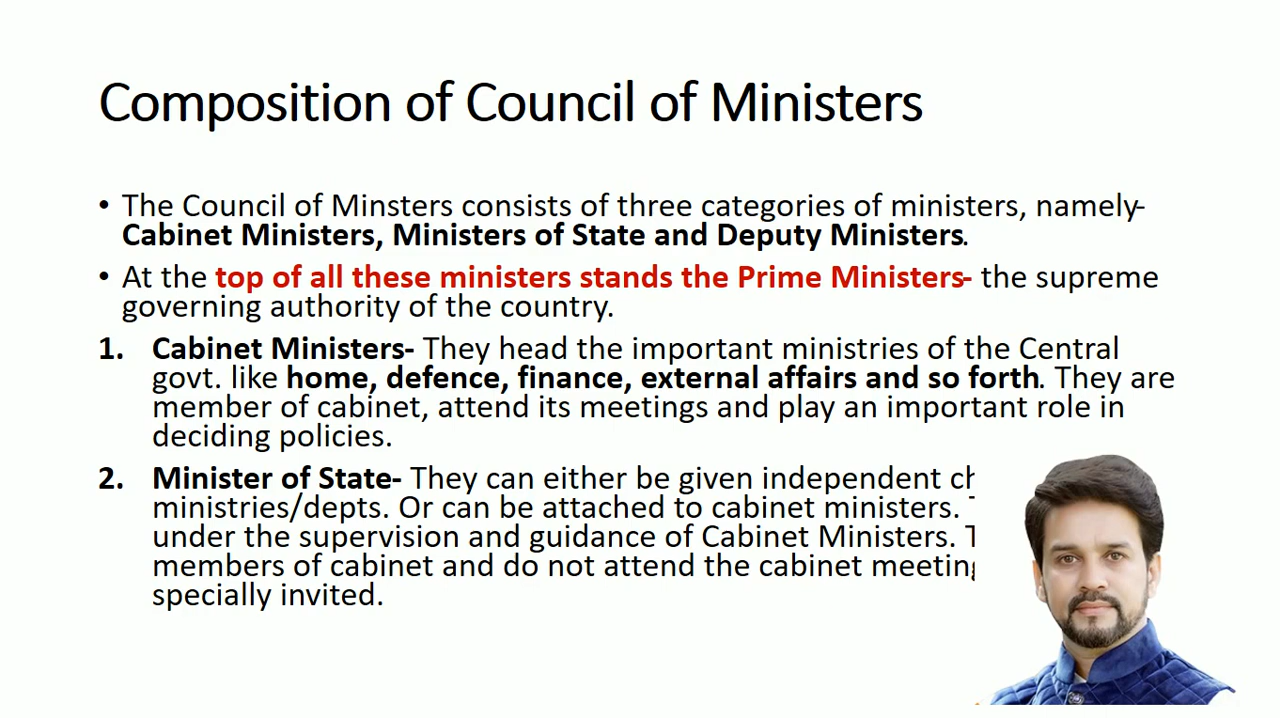 Composition of Council of Ministers
• The Council of Minsters consists of three categories of ministers, namely-
Cabinet Ministers, Ministers of State and Deputy Ministers.
• At the top of all these ministers stands the Prime Ministers- the supreme
governing authority of the country.
1. Cabinet Ministers- They head the important ministries of the Central
govt. like home, defence, finance, external affairs and so forth. They are
member of cabinet, attend its meetings and play an important role in
deciding policies.
2. Minister of State- They can either be given independent
ministries/depts. Or can be attached to cabinet ministers.
under the supervision and guidance of Cabinet Ministers.
members of cabinet and do not attend the cabinet
specially invited.